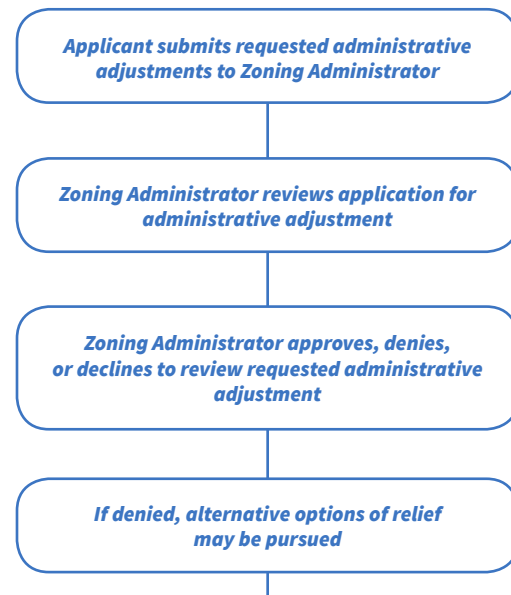 Applicant submits requested administrative
adjustments to Zoning Administrator
Zoning Administrator reviews application for
administrative adjustment
Zoning Administrator approves, denies,
or declines to review requested administrative
adjustment
If denied, alternative options of relief
may be pursued